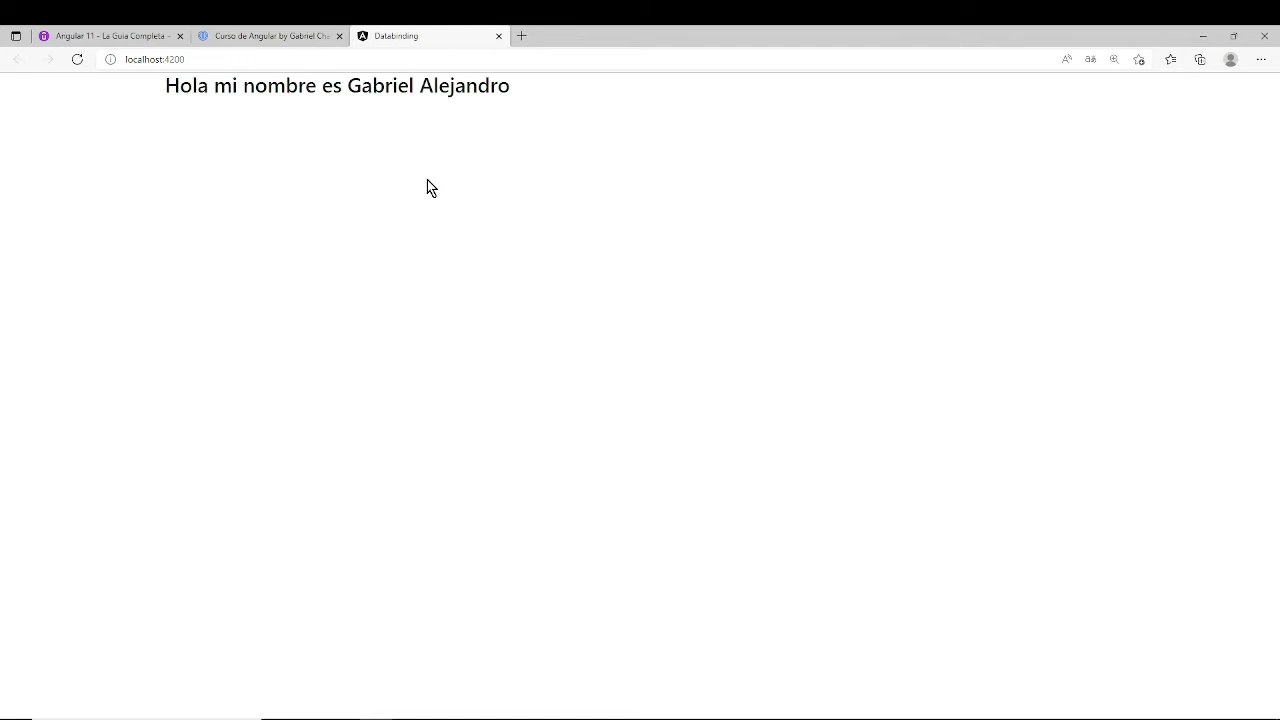 Angular 11 - La Guia Completa -
Curso de Angular by Gabriel Cha
Databinding
localhost:4200
Hola mi nombre es Gabriel Alejandro